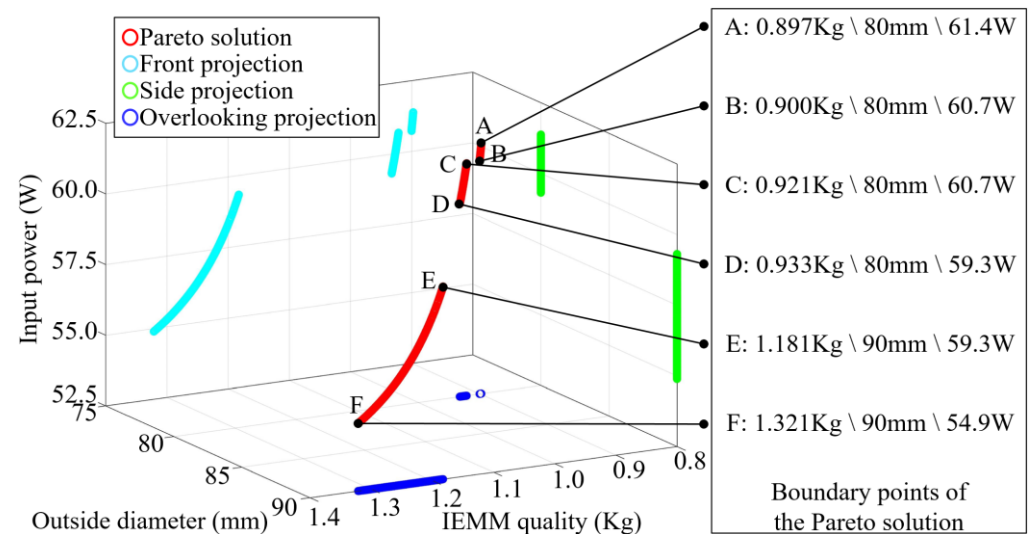 Pareto solution
Front projection
Side projection
Overlooking projection
Input power (W)
62.5
60.0
57.5
55.0
52.5
75
80
85
90
Outside diameter (mm)
1.4
1.3
1.2
1.1
1.0
0.9
0.8
IEMM quality (Kg)
A
B
C
D
E
F
A: 0.897Kg \ 80mm \ 61.4W
B: 0.900Kg \ 80mm \ 60.7W
C: 0.921Kg \ 80mm \ 60.7W
D: 0.933Kg \ 80mm \ 59.3W
E: 1.181Kg \ 90mm \ 59.3W
F: 1.321Kg \ 90mm \ 54.9W
Boundary points of
the Pareto solution